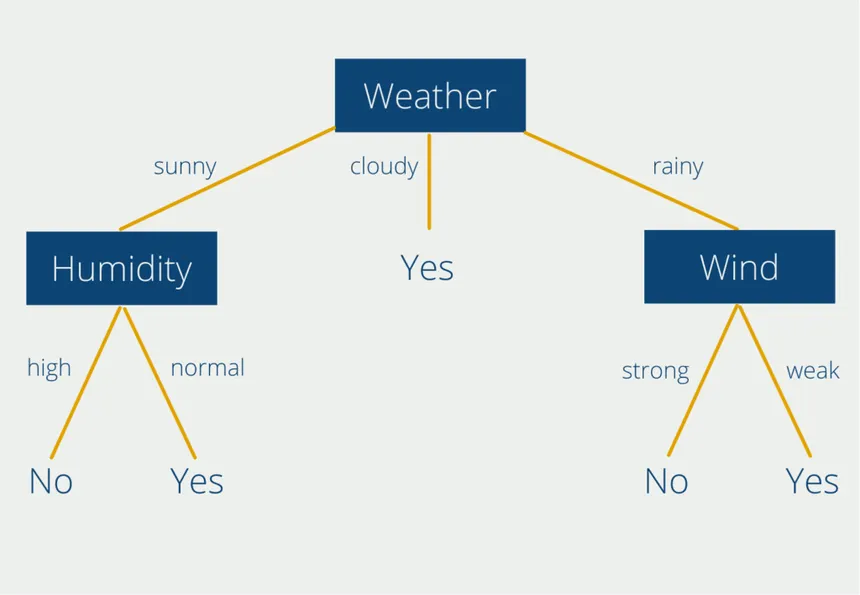 Weather
sunny
cloudy
rainy
Humidity
Yes
Wind
high
normal
strong
weak
No
Yes
No
Yes